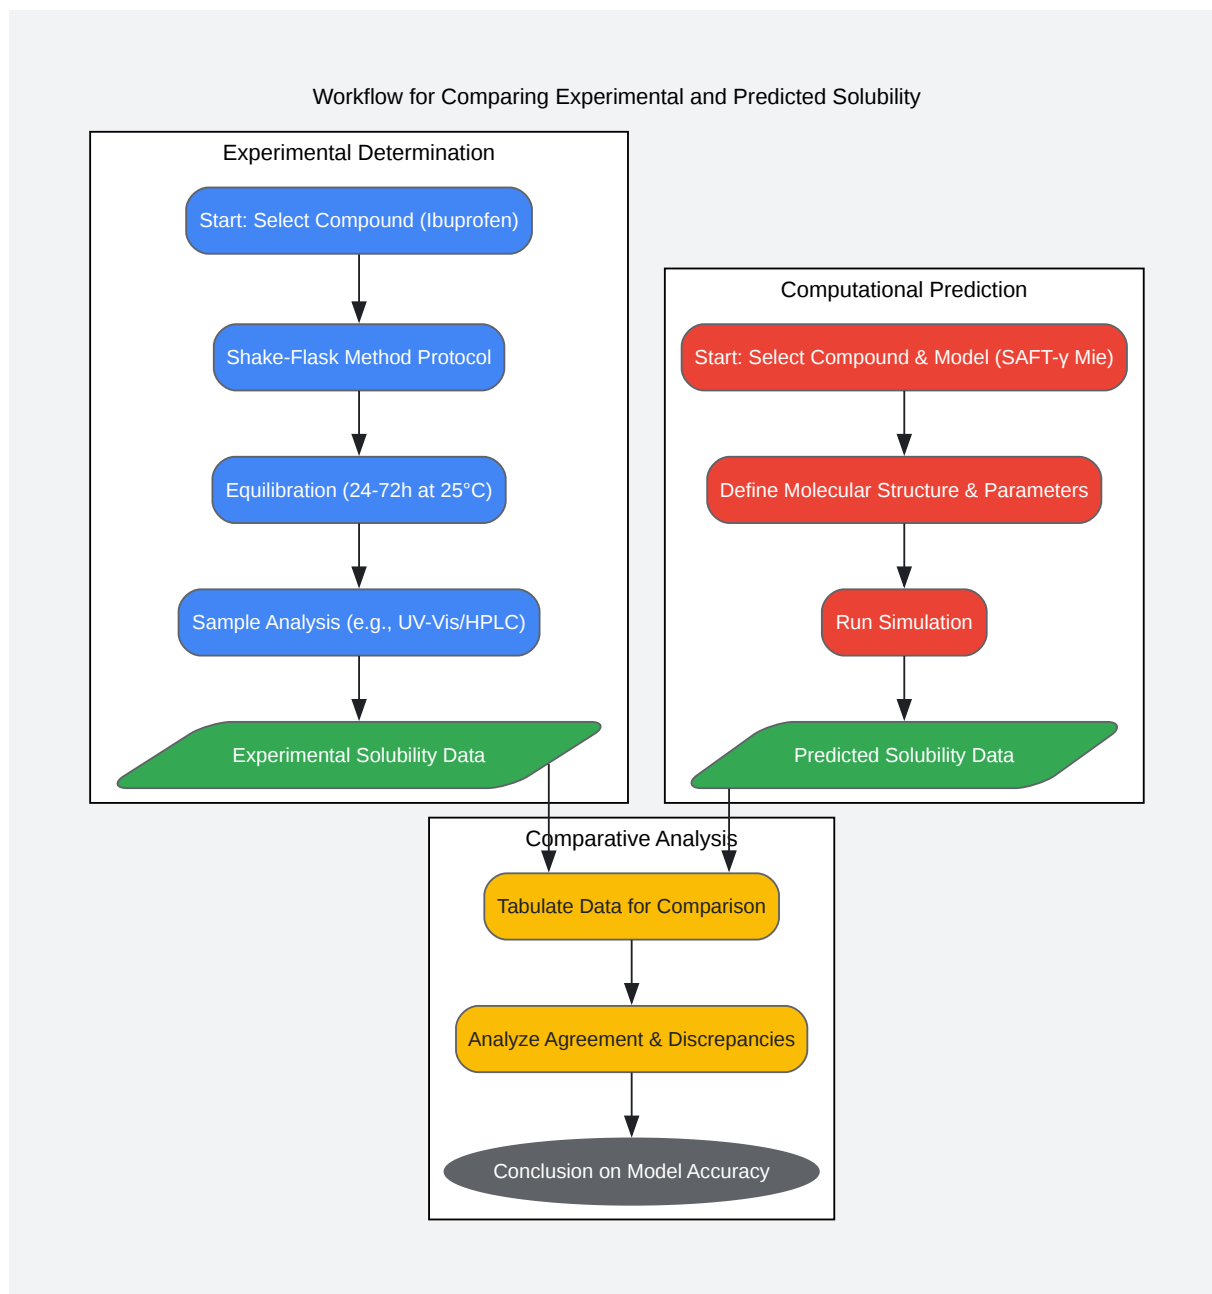 Workflow for Comparing Experimental and Predicted Solubility
Experimental Determination
Start: Select Compound (Ibuprofen)
Shake-Flask Method Protocol
Equilibration (24-72h at 25°C)
Sample Analysis (e.g., UV-Vis/HPLC)
Experimental Solubility Data
Computational Prediction
Start: Select Compound & Model (SAFT-γ Mie)
Define Molecular Structure & Parameters
Run Simulation
Predicted Solubility Data
Comparative Analysis
Tabulate Data for Comparison
Analyze Agreement & Discrepancies
Conclusion on Model Accuracy